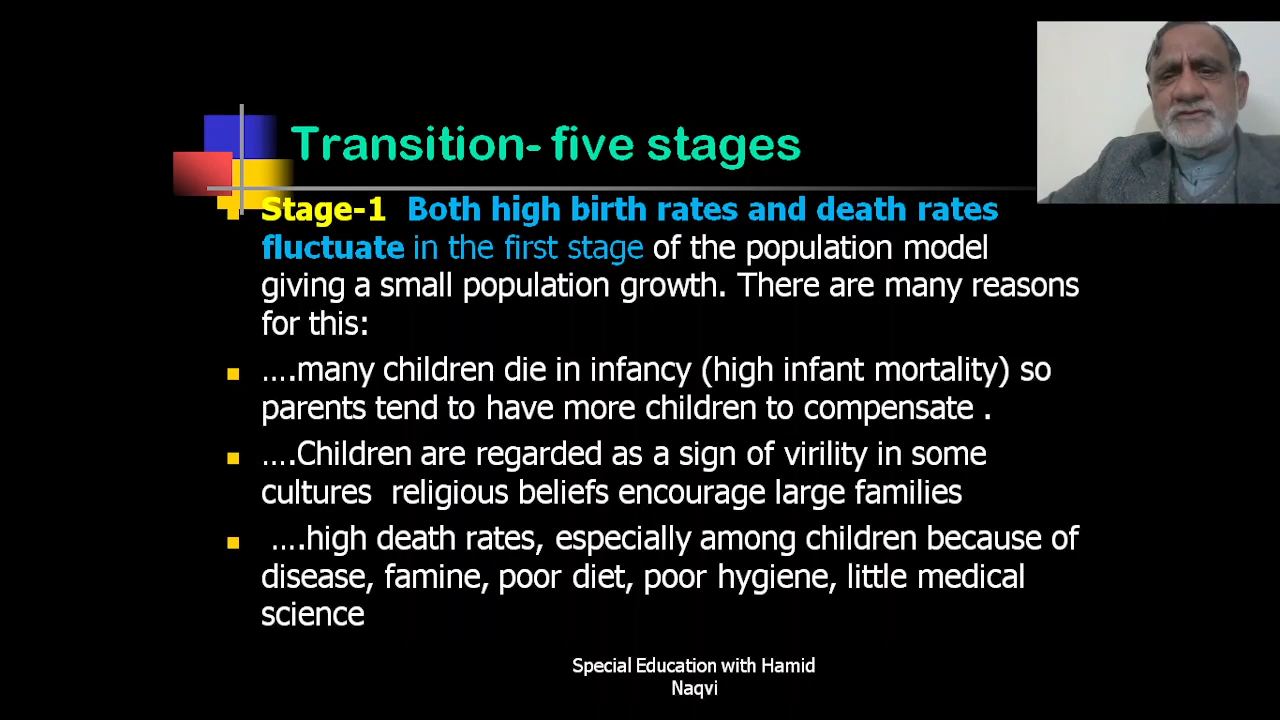 Transition- five stages
Stage-1 Both high birth rates and death rates
fluctuate in the first stage of the population model
giving a small population growth. There are many reasons
for this:
….many children die in infancy (high infant mortality) so
parents tend to have more children to compensate .
….Children are regarded as a sign of virility in some
cultures religious beliefs encourage large families
….high death rates, especially among children because of
disease, famine, poor diet, poor hygiene, little medical
science
Special Education with Hamid
Naqvi